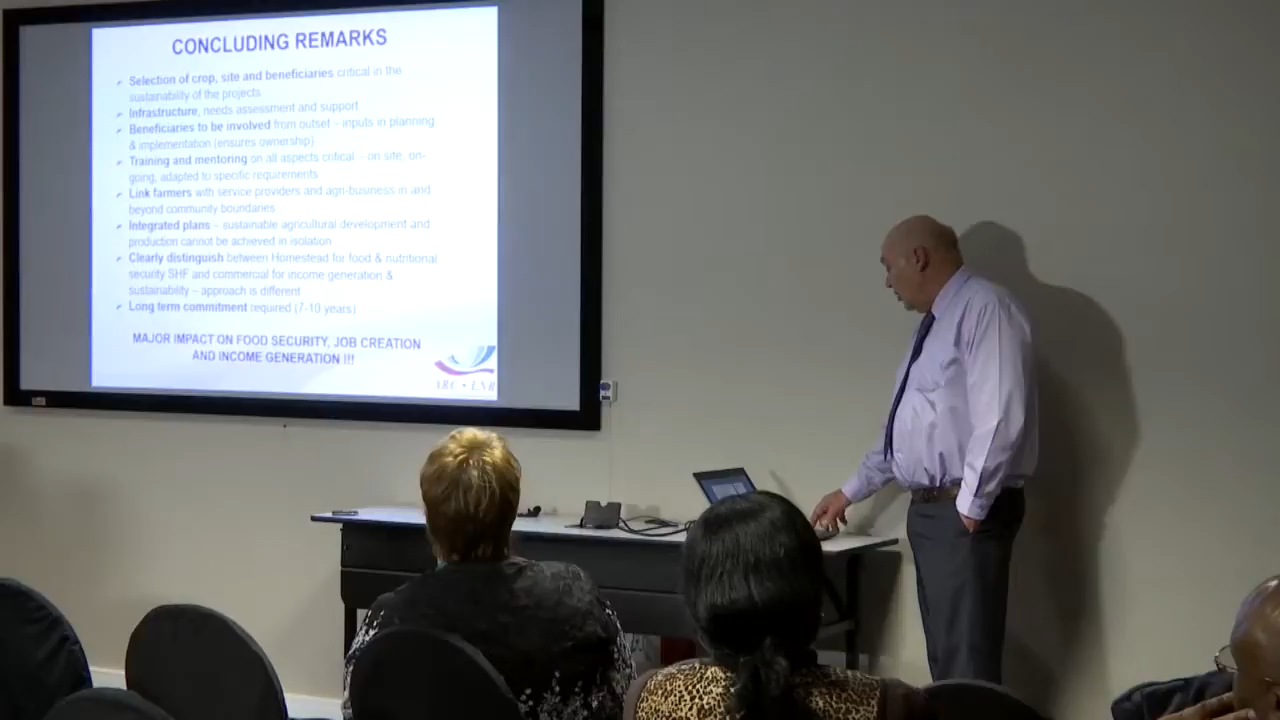 CONCLUDING REMARKS
Selection of crop, site and beneficiaries critical in the
sustainability of the projects
Infrastructure, needs assessment and support
Beneficiaries to be involved from outset – inputs in planning
& implementation (ensures ownership)
Training and mentoring on all aspects critical – on site, on-
going, adapted to specific requirements
Link farmers with service providers and agri-business in and
beyond community boundaries
Integrated plans – sustainable agricultural development and
production cannot be achieved in isolation
Clearly distinguish between Homestead for food & nutritional
security SHF and commercial for income generation &
sustainability – approach is different
Long term commitment required (7-10 years)
MAJOR IMPACT ON FOOD SECURITY, JOB CREATION
AND INCOME GENERATION !!!
ARC • LNR